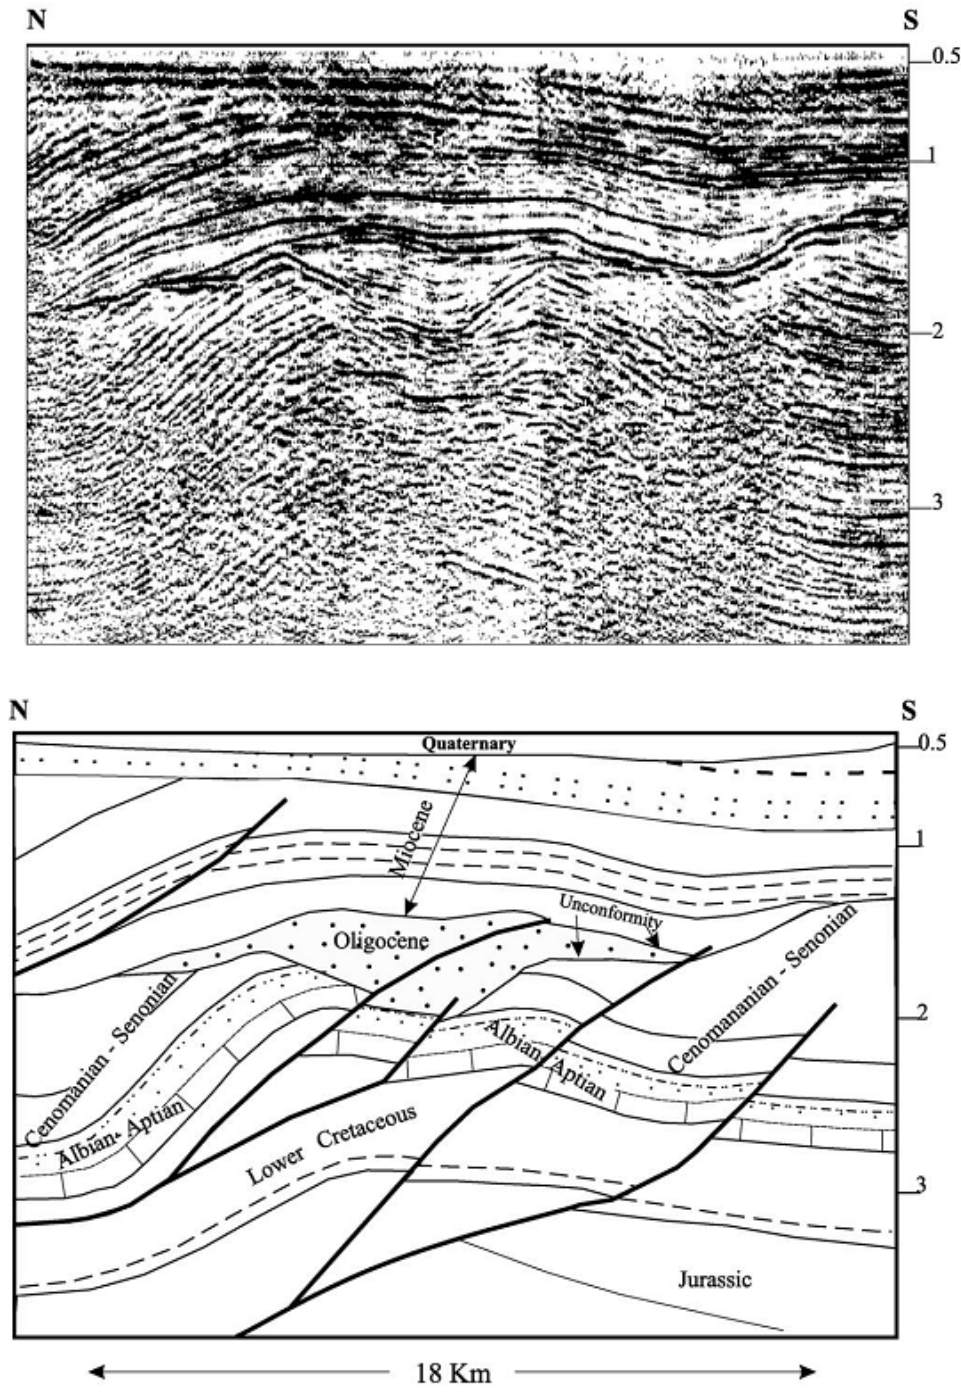 N S
0.5
1
2
3
N S
Quaternary
0.5
Miocene
1
Unconformity
Oligocene
Cenomanian - Senonian
Cenomananian - Senonian
2
Albian Aptian
Albian- Aptian
Lower Cretaceous
3
Jurassic
18 Km